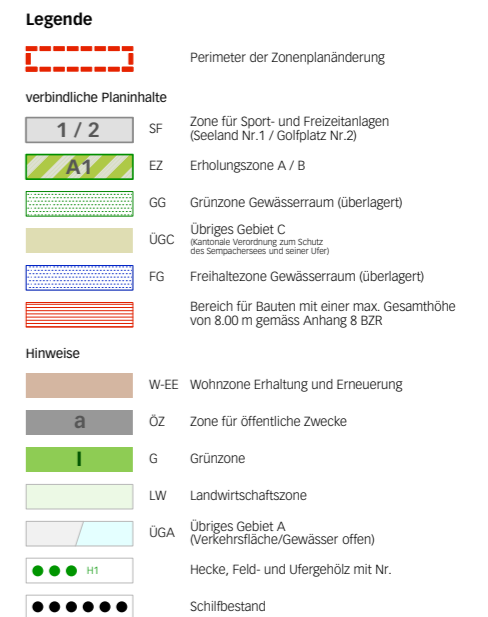 Legende
Perimeter der Zonenplanänderung
verbindliche Planinhalte
1 / 2 SF Zone für Sport- und Freizeitanlagen
(Seeland Nr.1 / Golfplatz Nr.2)
A1 EZ Erholungszone A / B
GG Grünzone Gewässerraum (überlagert)
ÜGC Übriges Gebiet C
(Kantonale Verordnung zum Schutz
des Sempachersees und seiner Ufer)
FG Freihaltezone Gewässerraum (überlagert)
Bereich für Bauten mit einer max. Gesamthöhe
von 8.00 m gemäss Anhang 8 BZR
Hinweise
W-EE Wohnzone Erhaltung und Erneuerung
a ÖZ Zone für öffentliche Zwecke
I G Grünzone
LW Landwirtschaftszone
ÜGA Übriges Gebiet A
(Verkehrsfläche/Gewässer offen)
H1 Hecke, Feld- und Ufergehölz mit Nr.
Schilfbestand